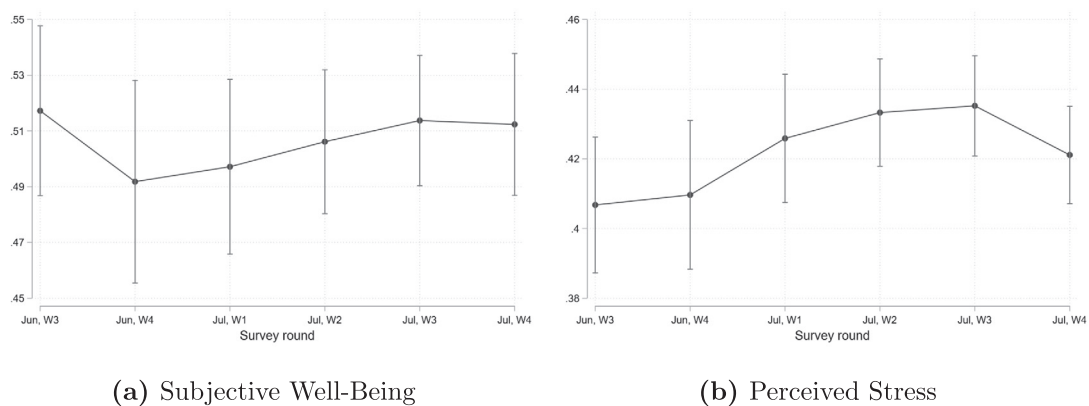 .55
.53
.51
.49
.47
.45
Jun, W3 Jun, W4 Jul, W1 Jul, W2 Jul, W3 Jul, W4
Survey round
(a) Subjective Well-Being
.46
.44
.42
.4
.38
Jun, W3 Jun, W4 Jul, W1 Jul, W2 Jul, W3 Jul, W4
Survey round
(b) Perceived Stress